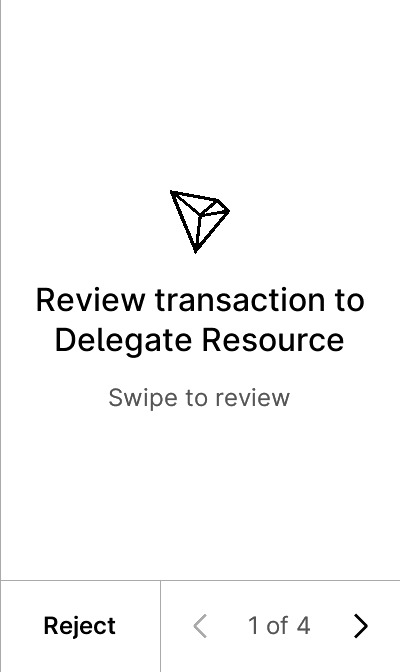 Review transaction to
Delegate Resource
Swipe to review
Reject
1 of 4